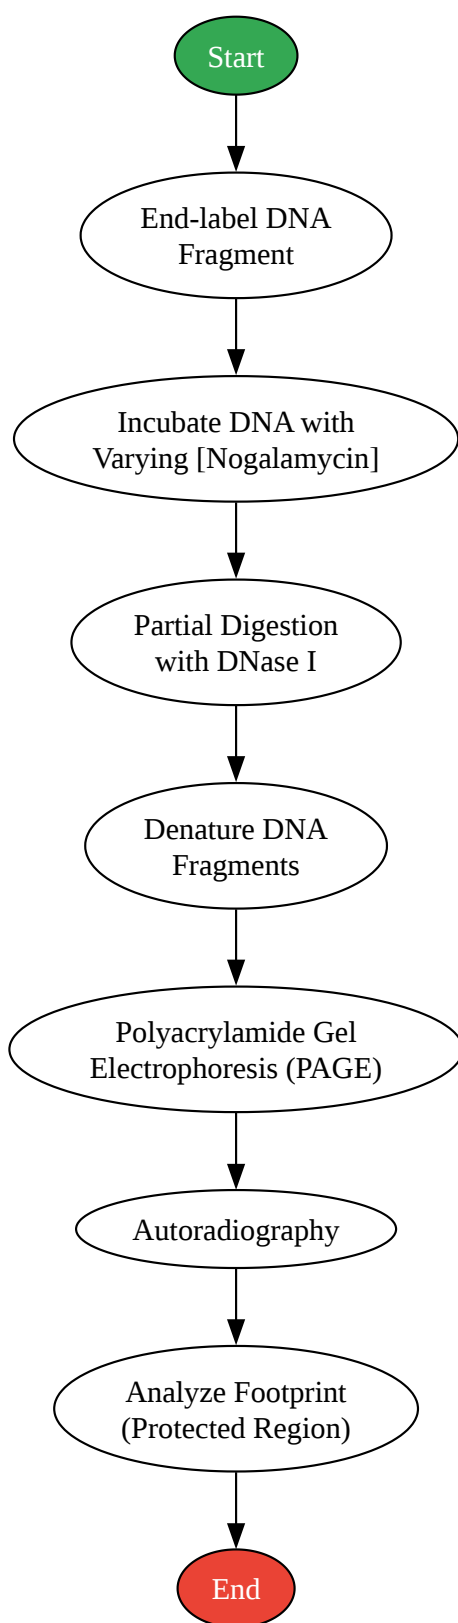 Start
End-label DNA
Fragment
Incubate DNA with
Varying [Nogalamycin]
Partial Digestion
with DNase I
Denature DNA
Fragments
Polyacrylamide Gel
Electrophoresis (PAGE)
Autoradiography
Analyze Footprint
(Protected Region)
End